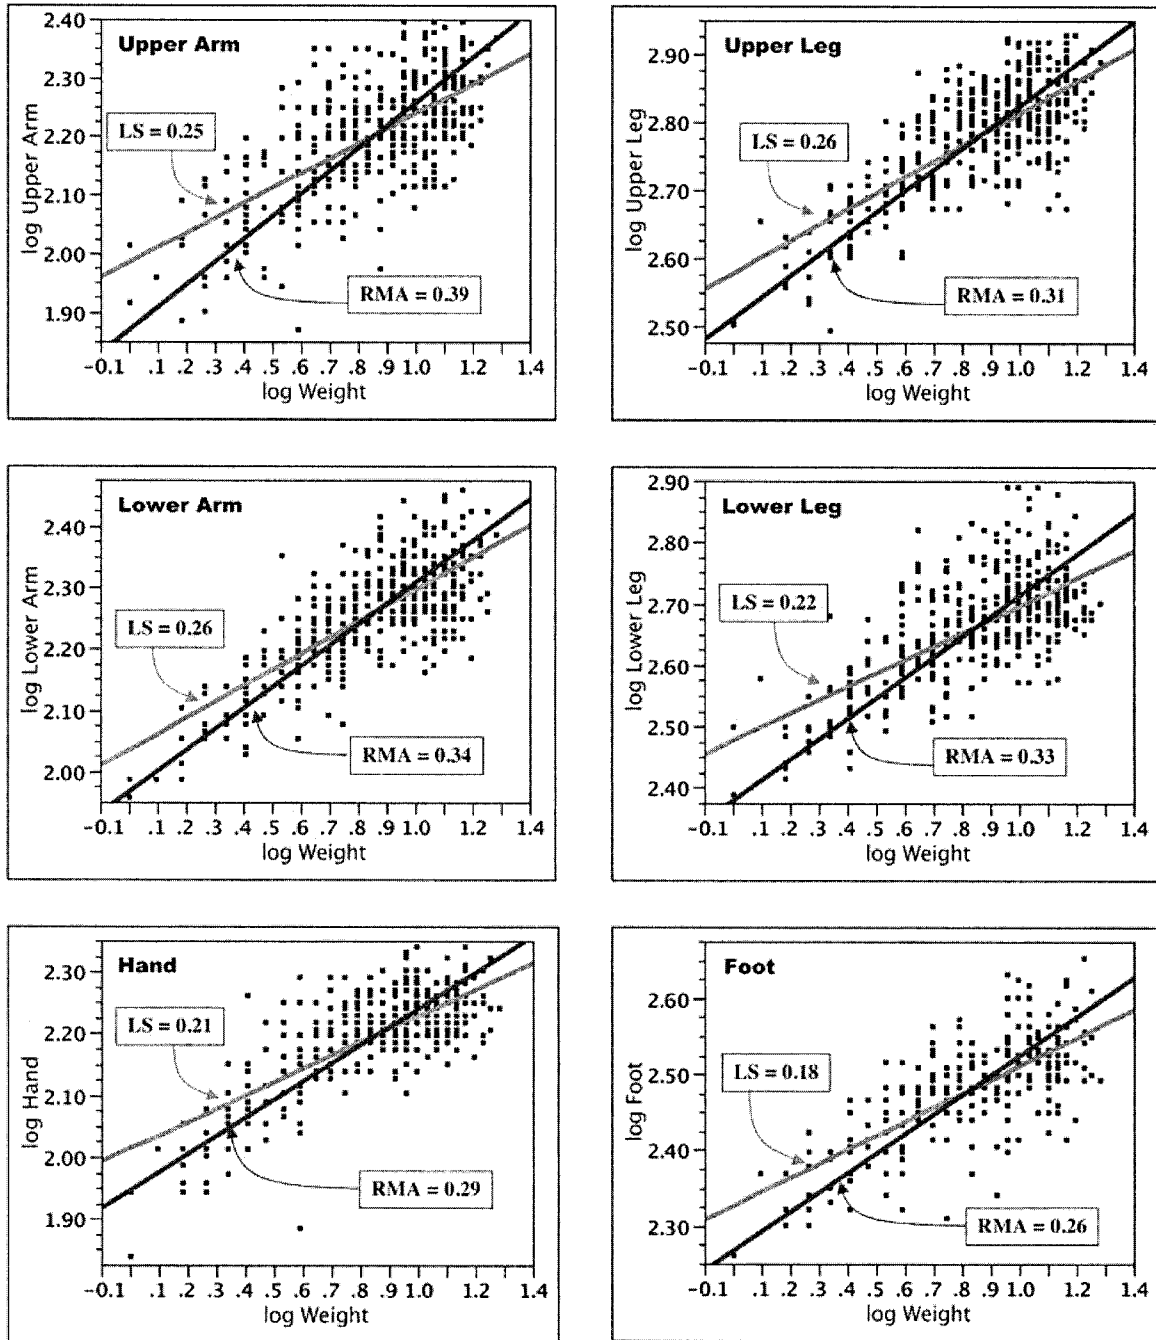 Upper Arm
2.40
2.30
2.20
2.10
2.00
1.90
log Upper Arm
LS = 0.25
RMA = 0.39
-0.1 .1 .2 .3 .4 .6 .7 .8 .9 1.0 1.2 1.4
log Weight
Upper Leg
2.90
2.80
2.70
2.60
2.50
log Upper Leg
LS = 0.26
RMA = 0.31
-0.1 .1 .2 .3 .4 .6 .7 .8 .9 1.0 1.2 1.4
log Weight
Lower Arm
2.40
2.30
2.20
2.10
2.00
log Lower Arm
LS = 0.26
RMA = 0.34
-0.1 .1 .2 .3 .4 .6 .7 .8 .9 1.0 1.2 1.4
log Weight
Lower Leg
2.90
2.80
2.70
2.60
2.50
2.40
log Lower Leg
LS = 0.22
RMA = 0.33
-0.1 .1 .2 .3 .4 .6 .7 .8 .9 1.0 1.2 1.4
log Weight
Hand
2.30
2.20
2.10
2.00
1.90
log Hand
LS = 0.21
RMA = 0.29
-0.1 .1 .2 .3 .4 .6 .7 .8 .9 1.0 1.2 1.4
log Weight
Foot
2.60
2.50
2.40
2.30
log Foot
LS = 0.18
RMA = 0.26
-0.1 .1 .2 .3 .4 .6 .7 .8 .9 1.0 1.2 1.4
log Weight